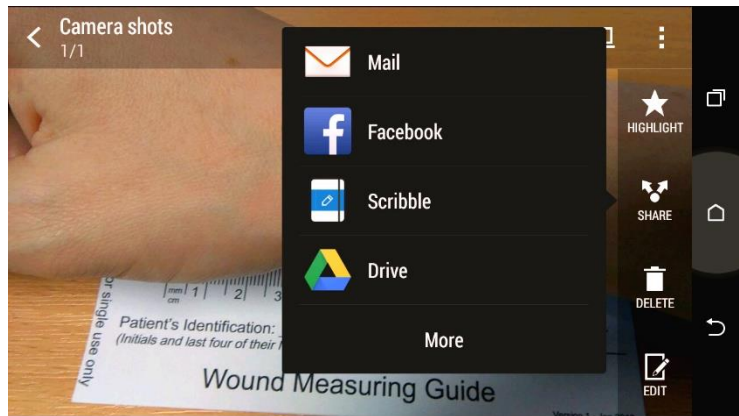 Camera shots
1/1
Mail
Facebook
Scribble
Drive
More
HIGHLIGHT
SHARE
DELETE
EDIT
mm
cm
1 2 3
or single use only
Patient's Identification:
(Initials and last four of their
Wound Measuring Guide